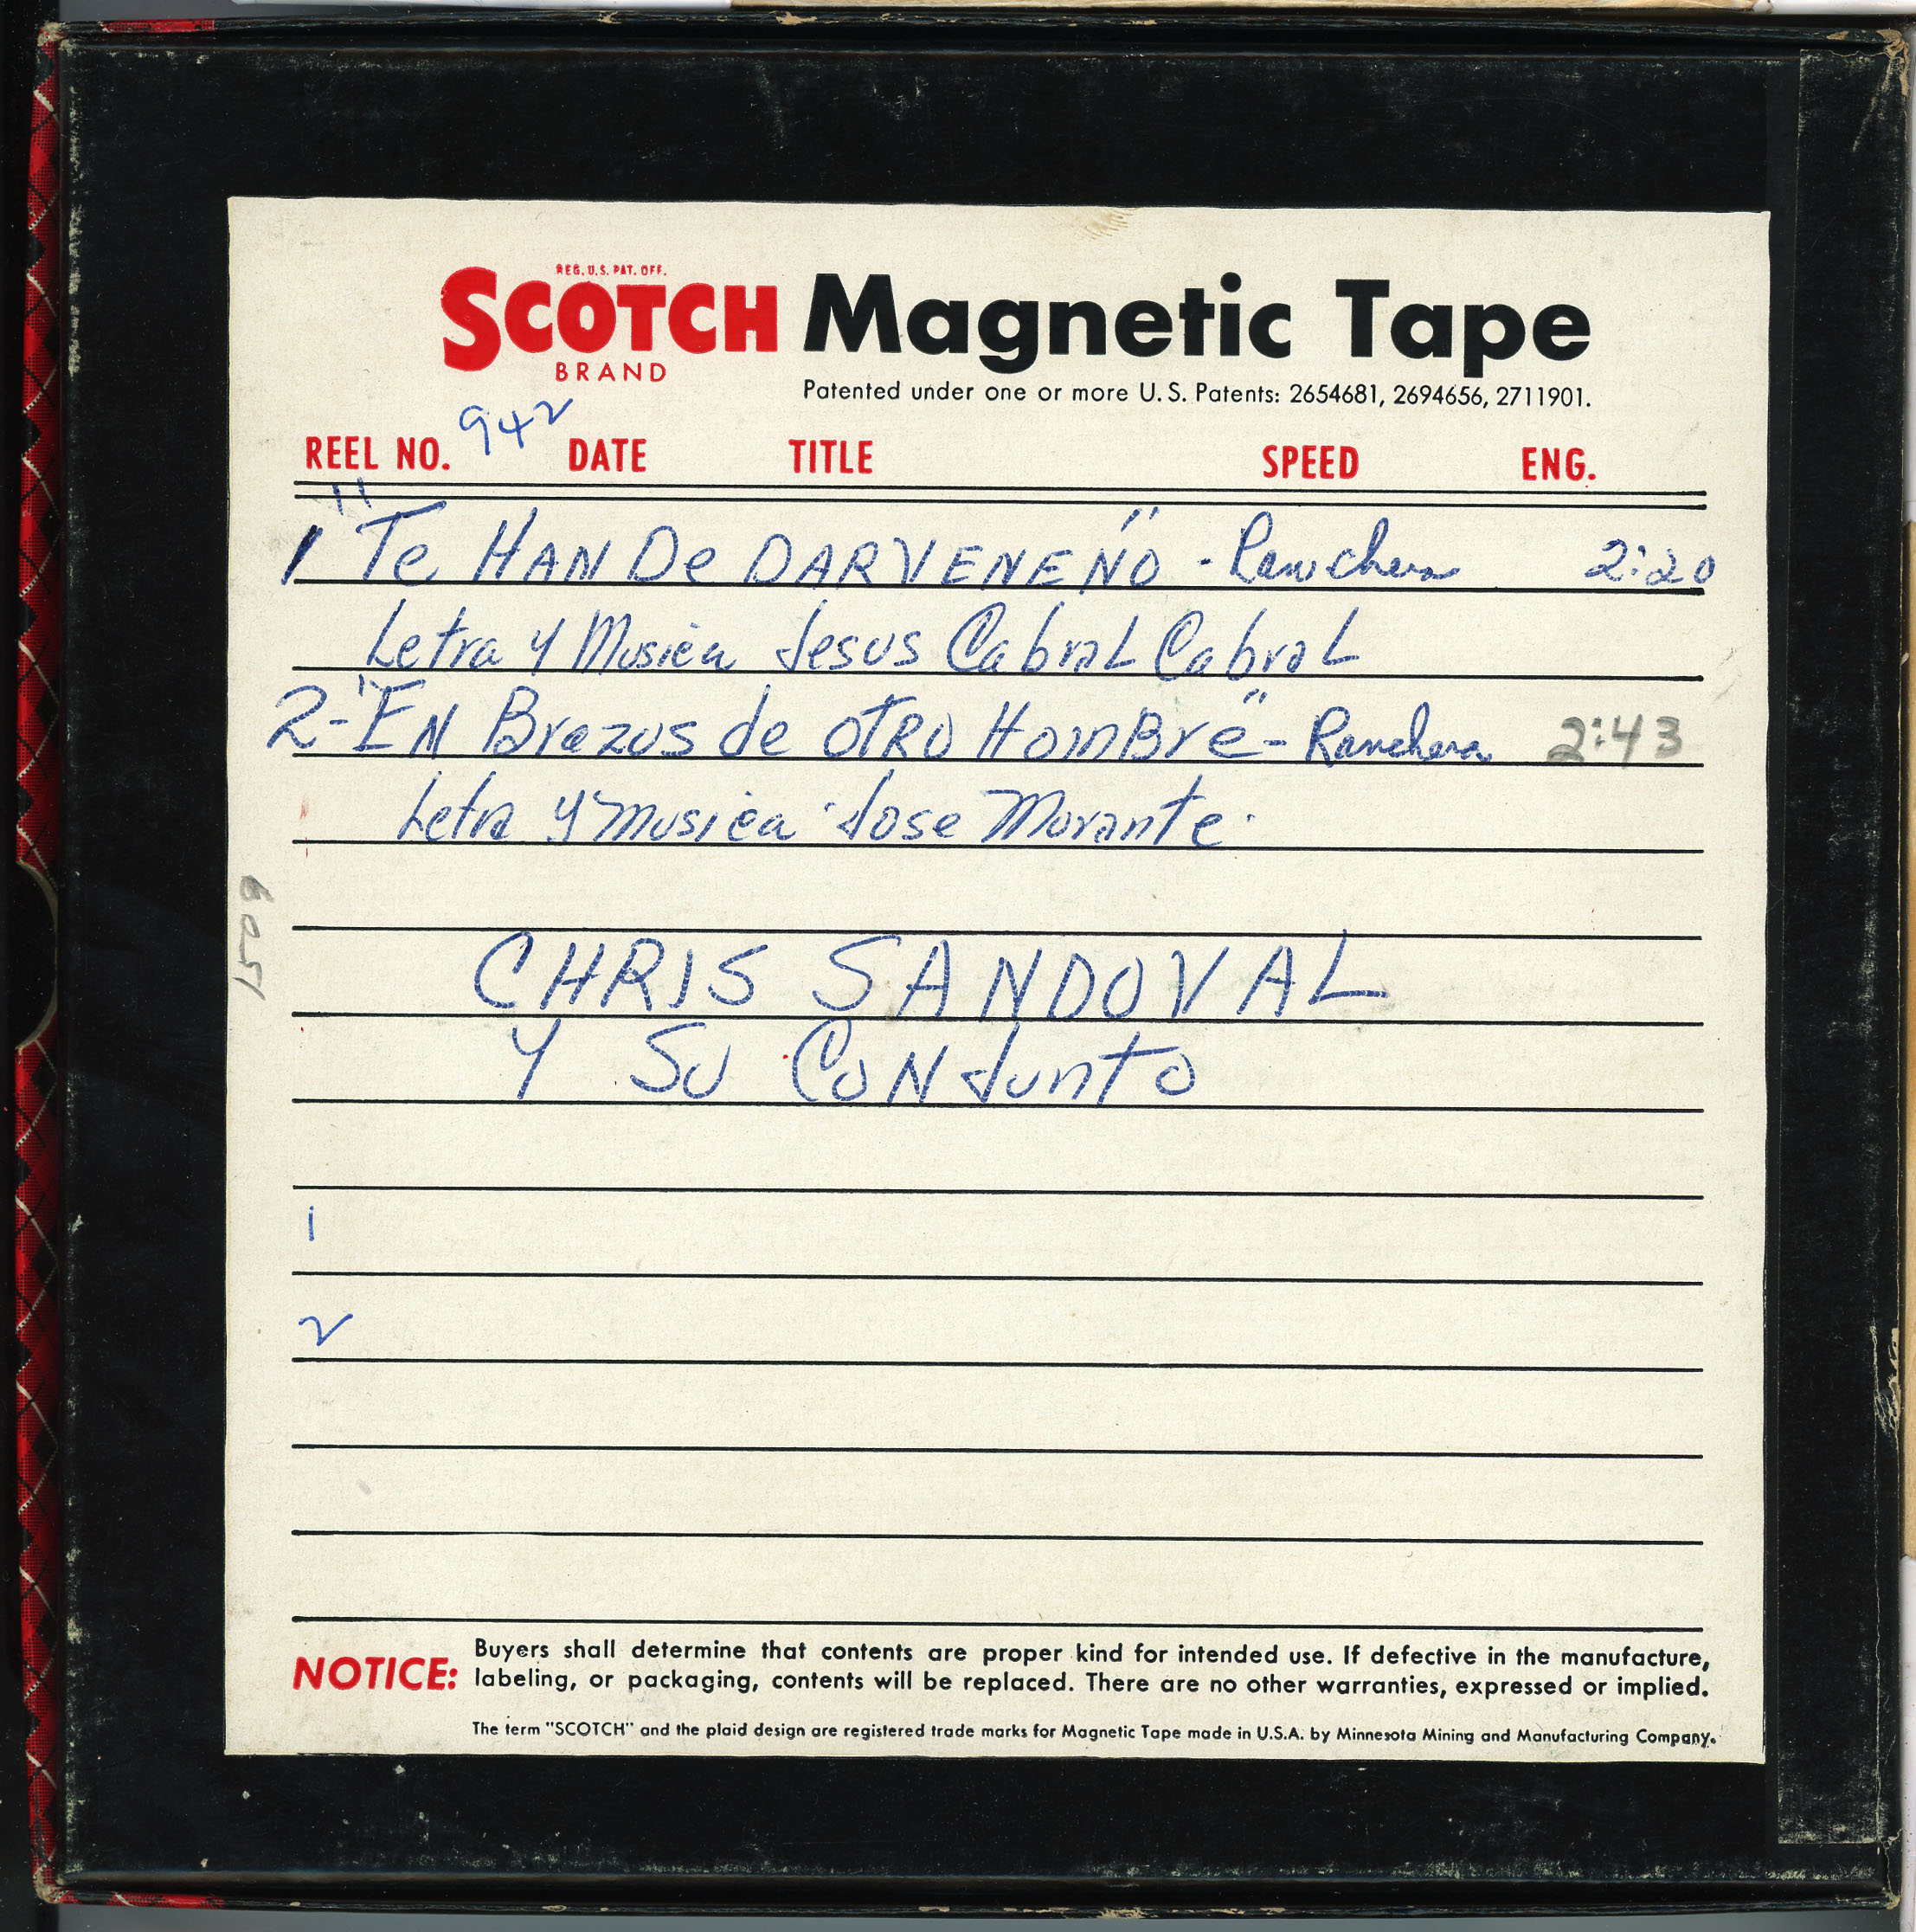 REG. U.S. PAT. OFF.
SCOTCH Magnetic Tape
BRAND
Patented under one or more U.S. Patents: 2654681, 2694656, 2711901.
942
REEL NO. DATE TITLE SPEED ENG.
1 "Te HAN De DAR VENENO" - Ranchera 2:20
Letra y Musica Jesus Cabral Cabral
2- "EN Brazos de OTRO HOmBre" - Ranchera 2:43
Letra y musica Jose Morante.
605
CHRIS SANDOVAL
Y SU CONJunto
1
2
NOTICE: Buyers shall determine that contents are proper kind for intended use. If defective in the manufacture,
labeling, or packaging, contents will be replaced. There are no other warranties, expressed or implied.
The term "SCOTCH" and the plaid design are registered trade marks for Magnetic Tape made in U.S.A. by Minnesota Mining and Manufacturing Company.